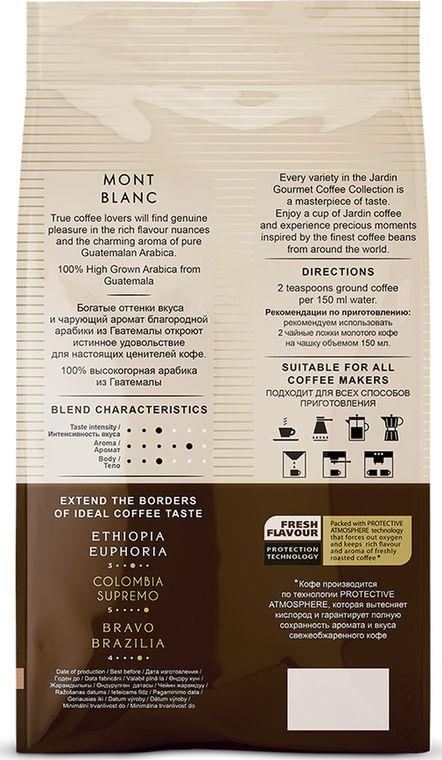 MONT
BLANC
True coffee lovers will find genuine
pleasure in the rich flavour nuances
and the charming aroma of pure
Guatemalan Arabica.
100% High Grown Arabica from
Guatemala
Богатые оттенки вкуса
и чарующий аромат благородной
арабики из Гватемалы откроют
истинное удовольствие
для настоящих ценителей кофе.
100% высокогорная арабика
из Гватемалы
BLEND CHARACTERISTICS
Taste intensity /
Интенсивность вкуса
Aroma /
Аромат
Body /
Тело
EXTEND THE BORDERS
OF IDEAL COFFEE TASTE
ETHIOPIA
EUPHORIA
3
COLOMBIA
SUPREMO
5
BRAVO
BRAZILIA
4
Date of production / Best before / Дата изготовления /
Годен до / Data fabricării / Valabil pînă la / Өндіру күні /
Жарамдылығы / Өндүрүлгөн датасы / Чейин жарамдуу /
Ražošanas datums / Ieteicams līdz / Pagaminimo data /
Geriausias iki / Datum výroby / Dátum výroby /
Minimální trvanlivost do / Minimálna trvanlivosť do
Every variety in the Jardin
Gourmet Coffee Collection is
a masterpiece of taste.
Enjoy a cup of Jardin coffee
and experience precious moments
inspired by the finest coffee beans
from around the world.
DIRECTIONS
2 teaspoons ground coffee
per 150 ml water.
Рекомендации по приготовлению:
рекомендуем использовать
2 чайные ложки молотого кофе
на чашку объемом 150 мл.
SUITABLE FOR ALL
COFFEE MAKERS
ПОДХОДИТ ДЛЯ ВСЕХ СПОСОБОВ
ПРИГОТОВЛЕНИЯ
FRESH
FLAVOUR
PROTECTION
TECHNOLOGY
Packed with PROTECTIVE
ATMOSPHERE technology
that forces out oxygen
and keeps rich flavour
and aroma of freshly
roasted coffee*
*Кофе производится
по технологии PROTECTIVE
ATMOSPHERE, которая вытесняет
кислород и гарантирует полную
сохранность аромата и вкуса
свежеобжаренного кофе